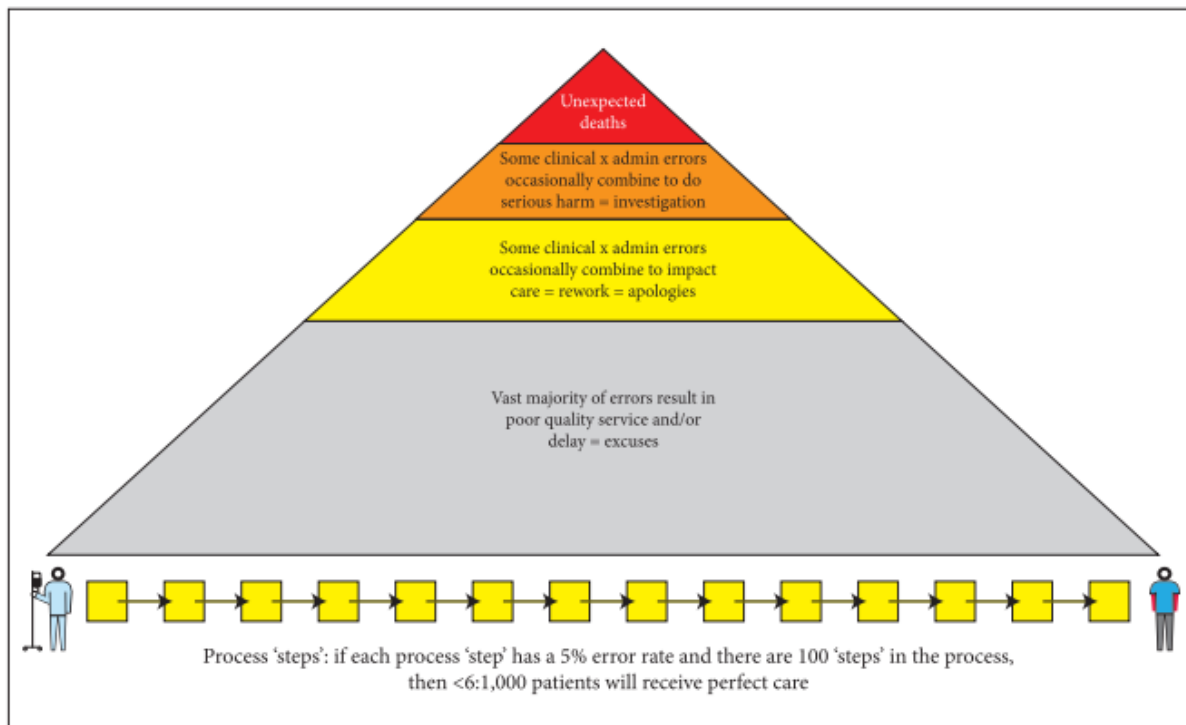 Unexpected
deaths
Some clinical x admin errors
occasionally combine to do
serious harm = investigation
Some clinical x admin errors
occasionally combine to impact
care = rework = apologies
Vast majority of errors result in
poor quality service and/or
delay = excuses
Process ‘steps’: if each process ‘step’ has a 5% error rate and there are 100 ‘steps’ in the process,
then <6:1,000 patients will receive perfect care